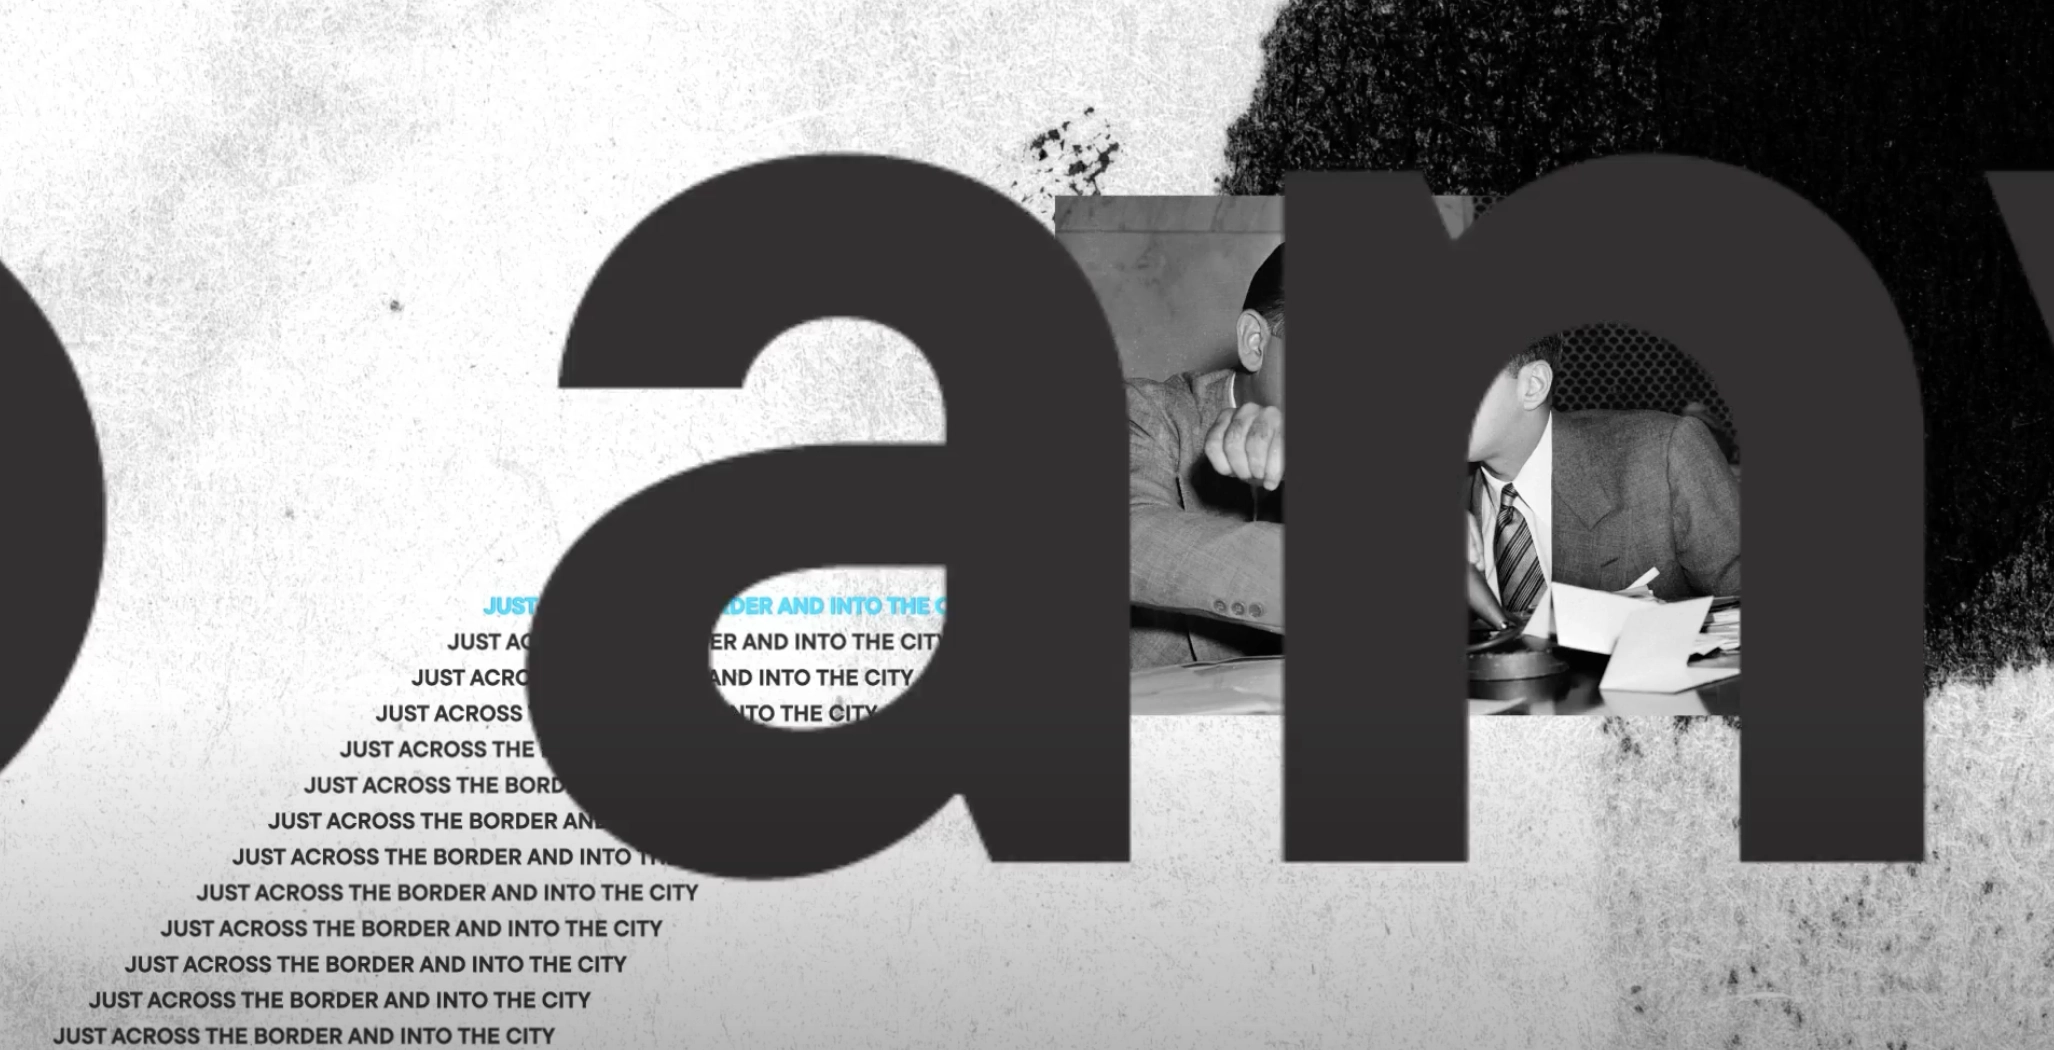 an
JUST RDER AND INTO THE
JUST AC ER AND INTO THE CITY
JUST ACRO AND INTO THE CITY
JUST ACROSS NTO THE CITY
JUST ACROSS THE
JUST ACROSS THE BORD
JUST ACROSS THE BORDER AN
JUST ACROSS THE BORDER AND INTO
JUST ACROSS THE BORDER AND INTO THE CITY
JUST ACROSS THE BORDER AND INTO THE CITY
JUST ACROSS THE BORDER AND INTO THE CITY
JUST ACROSS THE BORDER AND INTO THE CITY
JUST ACROSS THE BORDER AND INTO THE CITY